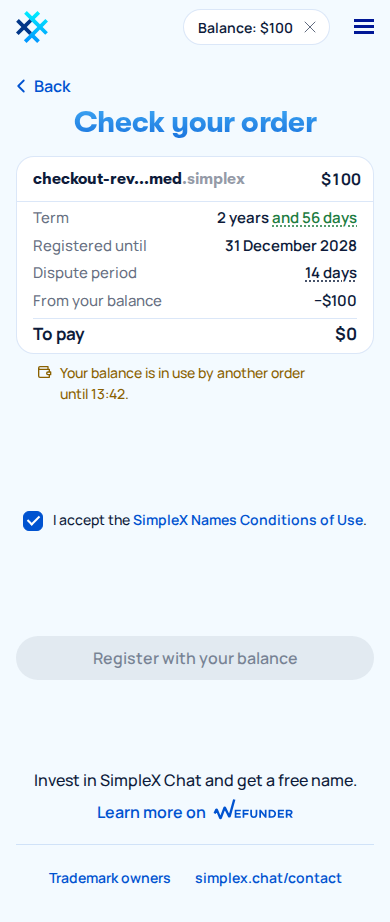 Balance: $100
Back
Check your order
checkout-rev...med.simplex $100
Term 2 years and 56 days
Registered until 31 December 2028
Dispute period 14 days
From your balance −$100
To pay $0
Your balance is in use by another order
until 13:42.
I accept the SimpleX Names Conditions of Use.
Register with your balance
Invest in SimpleX Chat and get a free name.
Learn more on WEFUNDER
Trademark owners simplex.chat/contact